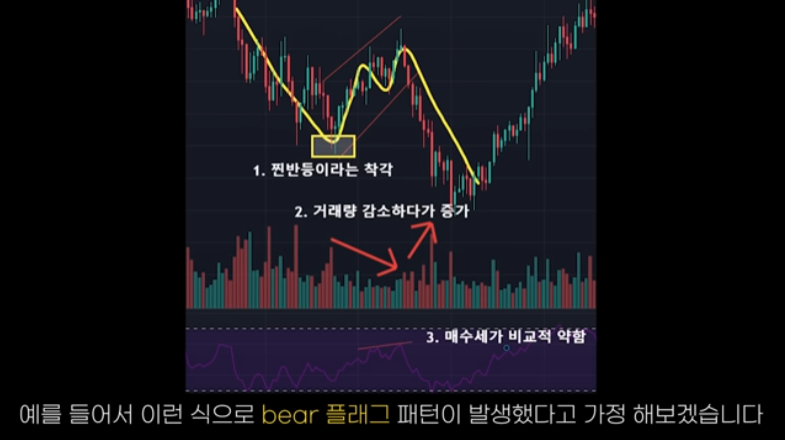 1. 찐반등이라는 착각
2. 거래량 감소하다가 증가
3. 매수세가 비교적 약함
예를 들어서 이런 식으로 bear 플래그 패턴이 발생했다고 가정 해보겠습니다